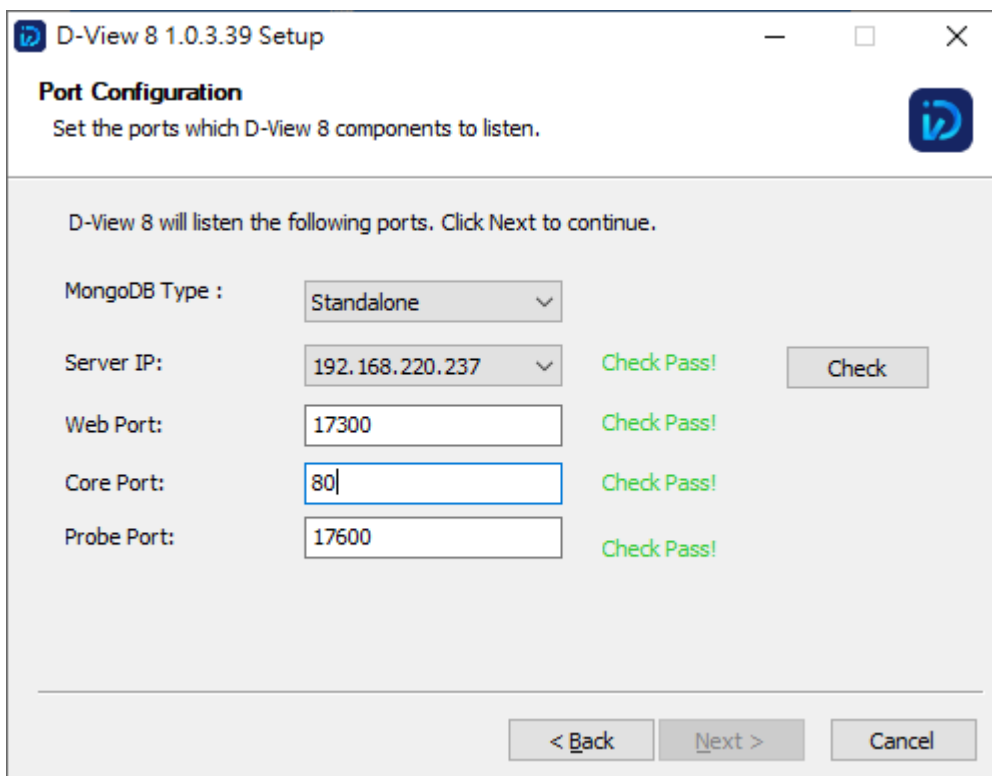 D-View 8 1.0.3.39 Setup
Port Configuration
Set the ports which D-View 8 components to listen.
D-View 8 will listen the following ports. Click Next to continue.
MongoDB Type : Standalone
Server IP: 192.168.220.237 Check Pass! Check
Web Port: 17300 Check Pass!
Core Port: 80 Check Pass!
Probe Port: 17600 Check Pass!
< Back Next > Cancel